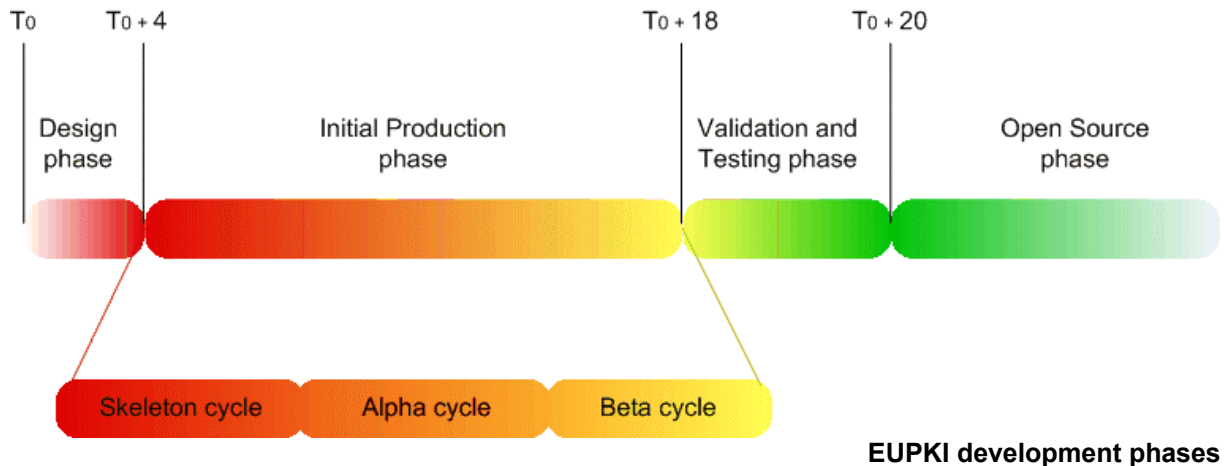 T0 T0 + 4 T0 + 18 T0 + 20
Design
phase
Initial Production
phase
Validation and
Testing phase
Open Source
phase
Skeleton cycle Alpha cycle Beta cycle
EUPKI development phases